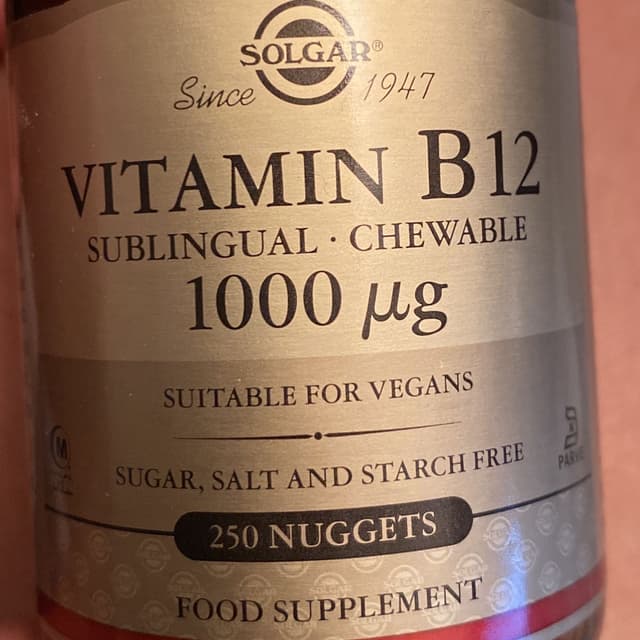 SOLGAR®
Since 1947
VITAMIN B12
SUBLINGUAL · CHEWABLE
1000 µg
SUITABLE FOR VEGANS
SUGAR, SALT AND STARCH FREE
250 NUGGETS
FOOD SUPPLEMENT